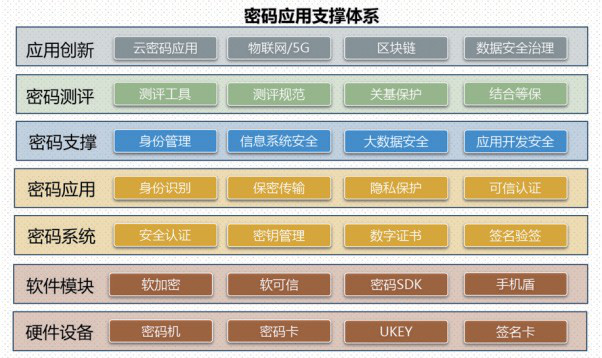 密码应用支撑体系
应用创新 云密码应用 物联网/5G 区块链 数据安全治理
密码测评 测评工具 测评规范 关基保护 结合等保
密码支撑 身份管理 信息系统安全 大数据安全 应用开发安全
密码应用 身份识别 保密传输 隐私保护 可信认证
密码系统 安全认证 密钥管理 数字证书 签名验签
软件模块 软加密 软可信 密码SDK 手机盾
硬件设备 密码机 密码卡 UKEY 签名卡